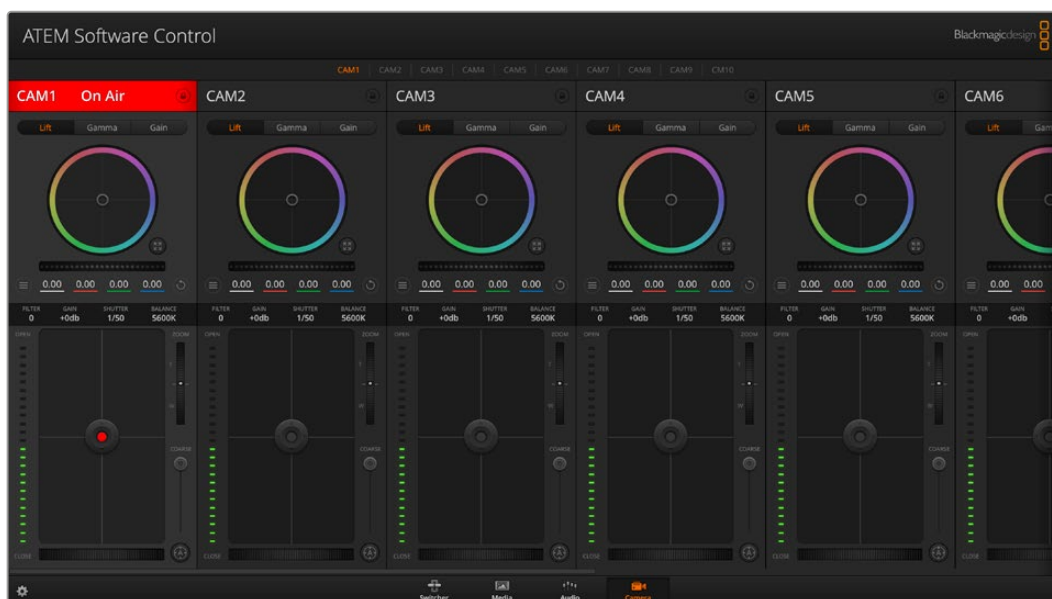 ATEM Software Control
Blackmagicdesign
CAM1 CAM2 CAM3 CAM4 CAM5 CAM6 CAM7 CAM8 CAM9 CM10
CAM1 On Air CAM2 CAM3 CAM4 CAM5 CAM6
Lift Gamma Gain Lift Gamma Gain Lift Gamma Gain Lift Gamma Gain Lift Gamma Gain Lift Gam
0.00 0.00 0.00 0.00 0.00 0.00 0.00 0.00 0.00 0.00 0.00 0.00 0.00 0.00 0.00 0.00 0.00 0.00 0.00 0.00 0.00 0.00
FILTER GAIN SHUTTER BALANCE FILTER GAIN SHUTTER BALANCE FILTER GAIN SHUTTER BALANCE FILTER GAIN SHUTTER BALANCE FILTER GAIN SHUTTER BALANCE FILTER GAIN
0 +0db 1/50 5600K 0 +0db 1/50 5600K 0 +0db 1/50 5600K 0 +0db 1/50 5600K 0 +0db 1/50 5600K 0 +0db
OPEN ZOOM OPEN ZOOM OPEN ZOOM OPEN ZOOM OPEN ZOOM OPEN
T T T T T
W W W W W
COARSE COARSE COARSE COARSE COARSE
CLOSE CLOSE CLOSE CLOSE CLOSE CLOSE
Switcher Media Audio Camera